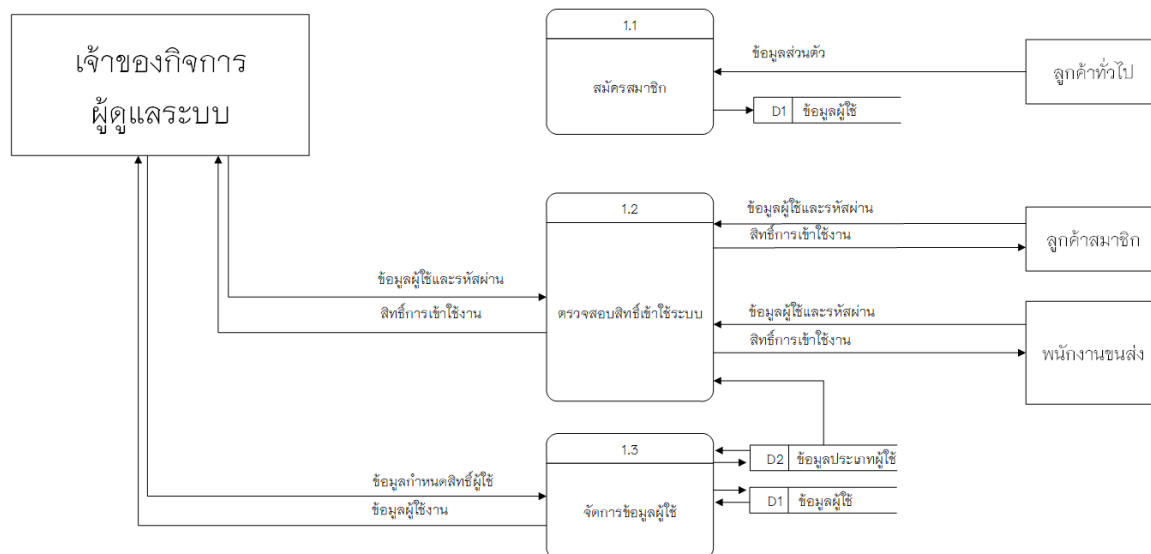 เจ้าของกิจการ
ผู้ดูแลระบบ
1.1
สมัครสมาชิก
ข้อมูลส่วนตัว
ลูกค้าทั่วไป
D1 ข้อมูลผู้ใช้
1.2
ตรวจสอบสิทธิ์เข้าใช้ระบบ
ข้อมูลผู้ใช้และรหัสผ่าน
สิทธิ์การเข้าใช้งาน
ลูกค้าสมาชิก
ข้อมูลผู้ใช้และรหัสผ่าน
สิทธิ์การเข้าใช้งาน
ข้อมูลผู้ใช้และรหัสผ่าน
สิทธิ์การเข้าใช้งาน
พนักงานขนส่ง
1.3
จัดการข้อมูลผู้ใช้
D2 ข้อมูลประเภทผู้ใช้
D1 ข้อมูลผู้ใช้
ข้อมูลกำหนดสิทธิ์ผู้ใช้
ข้อมูลผู้ใช้งาน